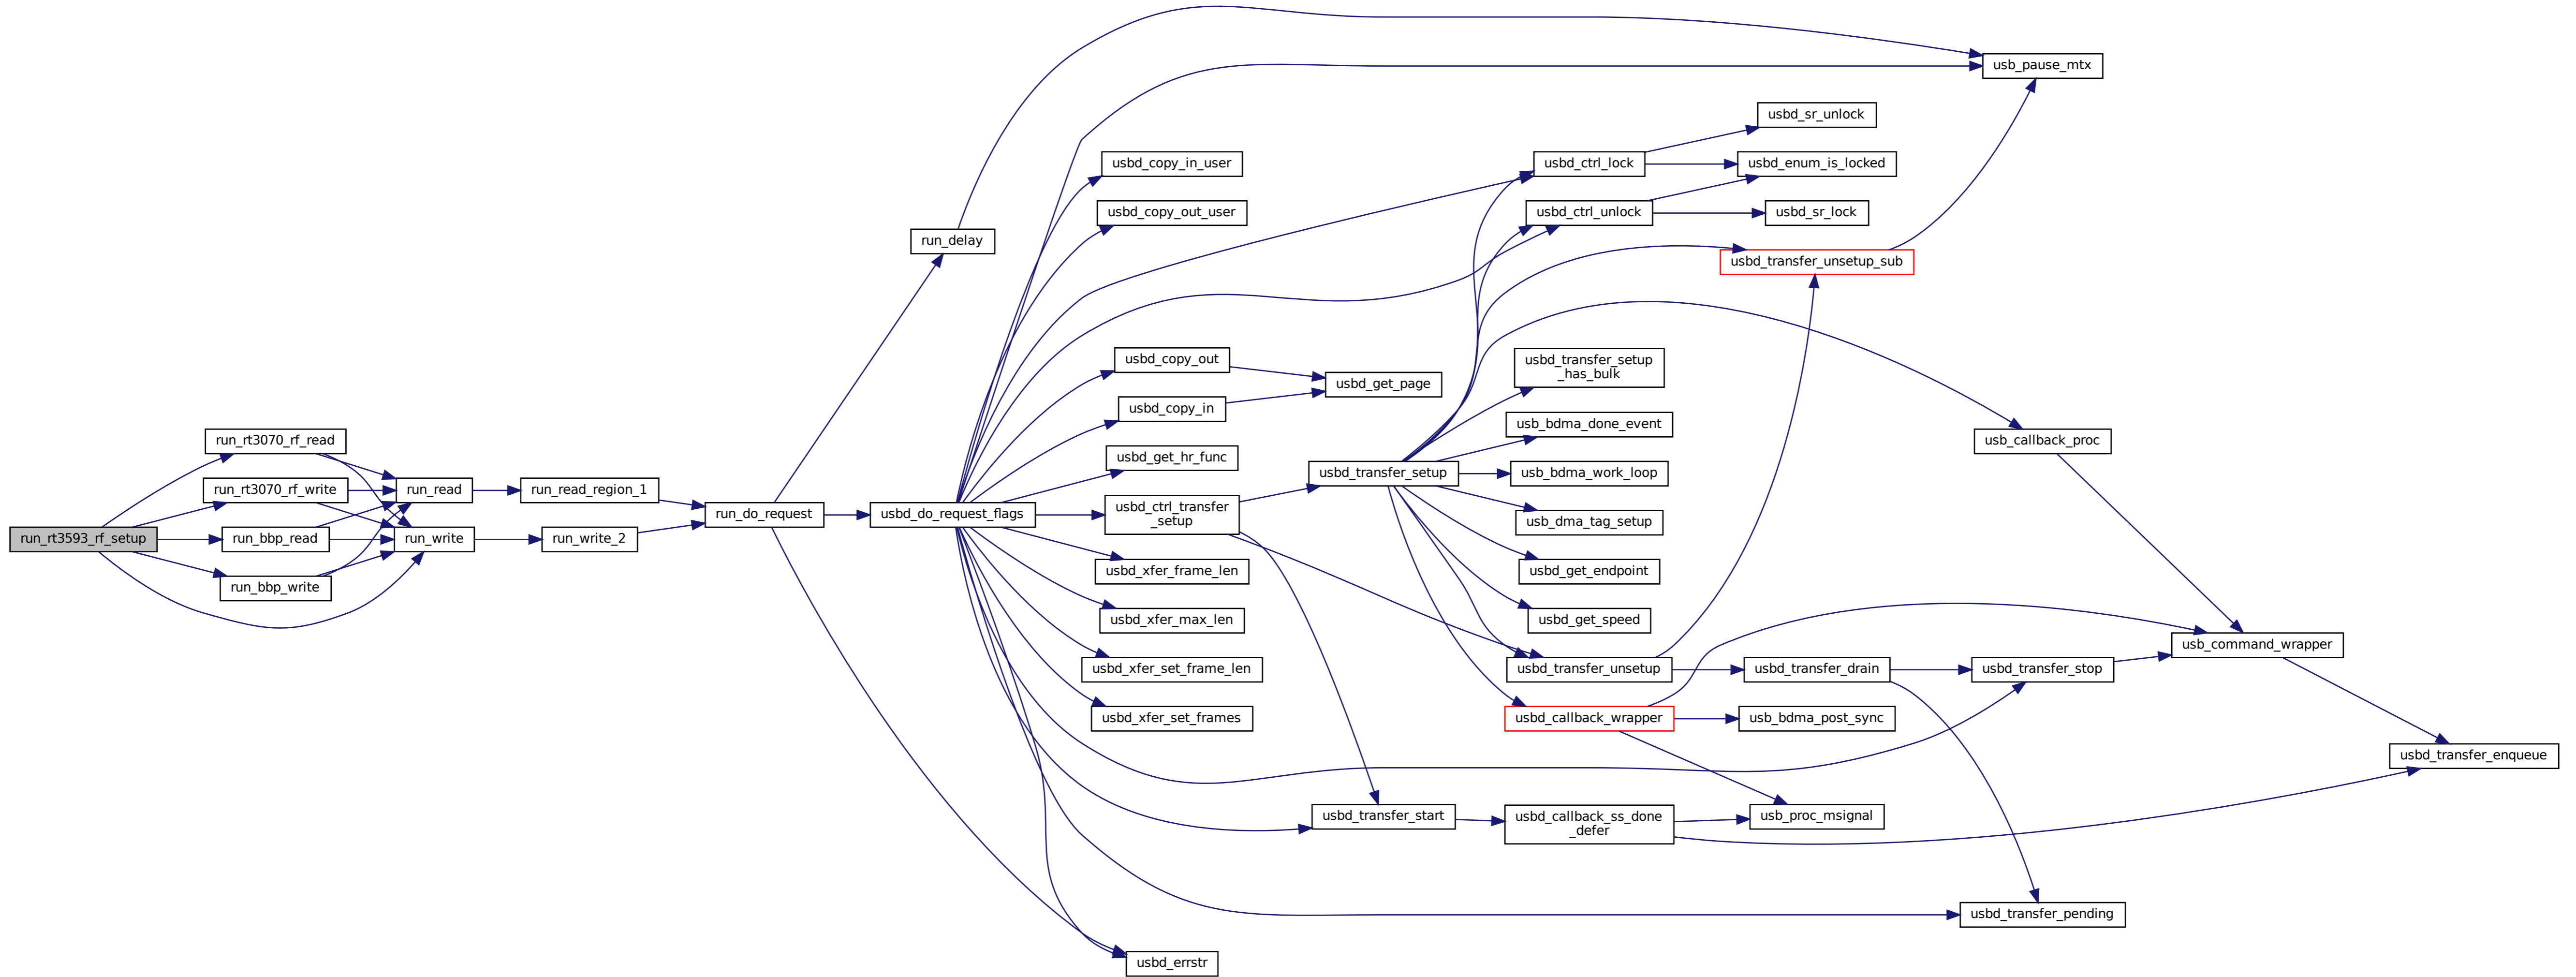 run_rt3593_rf_setup
run_rt3070_rf_read
run_rt3070_rf_write
run_bbp_read
run_bbp_write
run_read
run_write
run_read_region_1
run_write_2
run_do_request
run_delay
usbd_do_request_flags
usbd_copy_in_user
usbd_copy_out_user
usbd_copy_out
usbd_copy_in
usbd_get_hr_func
usbd_ctrl_transfer
_setup
usbd_xfer_frame_len
usbd_xfer_max_len
usbd_xfer_set_frame_len
usbd_xfer_set_frames
usbd_errstr
usbd_get_page
usbd_transfer_setup
usbd_transfer_start
usbd_ctrl_lock
usbd_ctrl_unlock
usbd_transfer_setup
_has_bulk
usb_bdma_done_event
usb_bdma_work_loop
usb_dma_tag_setup
usbd_get_endpoint
usbd_get_speed
usbd_transfer_unsetup
usbd_callback_wrapper
usbd_callback_ss_done
_defer
usbd_sr_unlock
usbd_enum_is_locked
usbd_sr_lock
usbd_transfer_unsetup_sub
usbd_transfer_drain
usb_bdma_post_sync
usb_proc_msignal
usb_pause_mtx
usb_callback_proc
usbd_transfer_stop
usbd_transfer_pending
usb_command_wrapper
usbd_transfer_enqueue